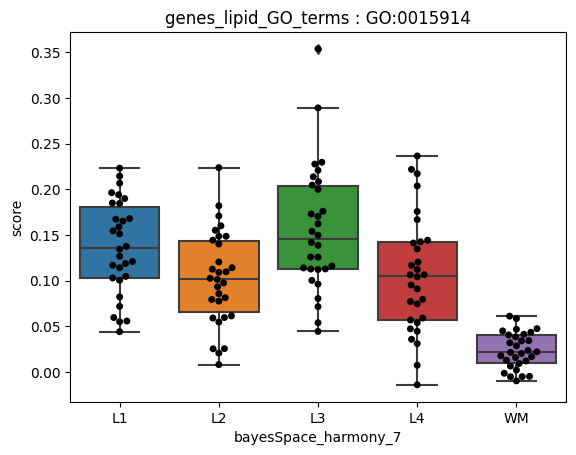 genes_lipid_GO_terms : GO:0015914
0.35
0.30
0.25
0.20
0.15
0.10
0.05
0.00
score
L1 L2 L3 L4 WM
bayesSpace_harmony_7